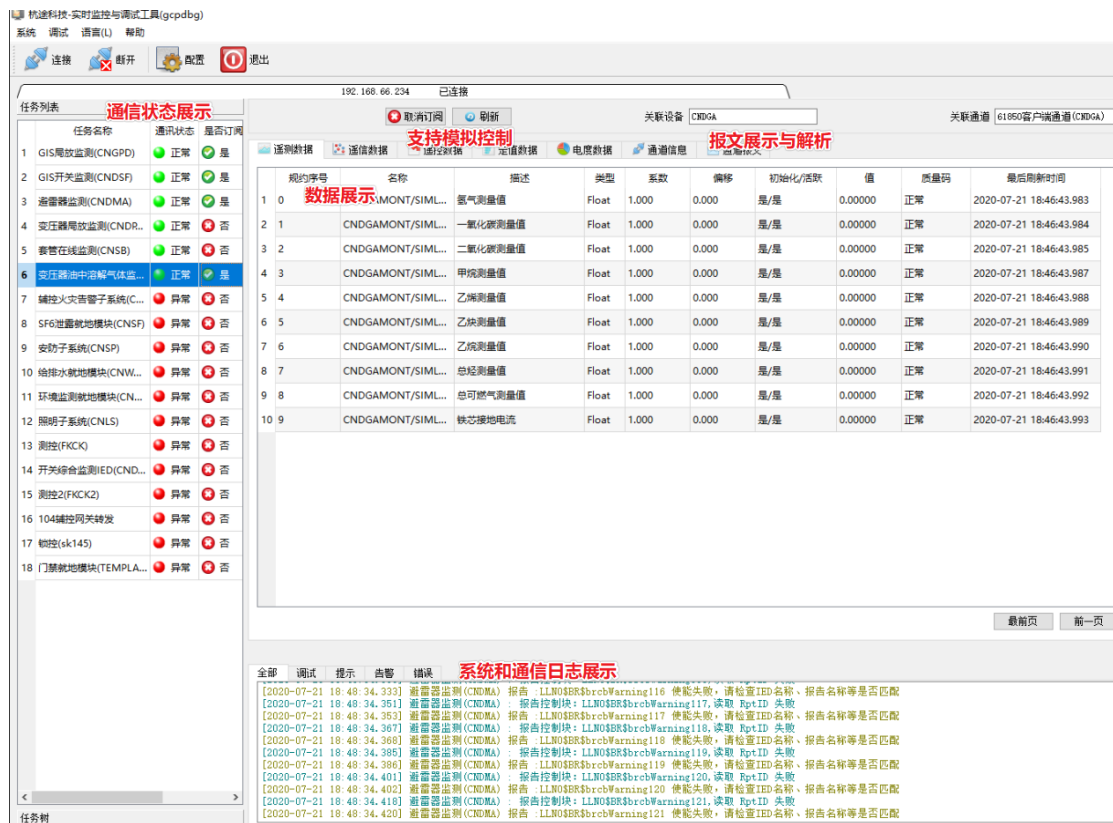 杭途科技-实时监控与调试工具(gcpdbg)
系统 调试 语言(L) 帮助
连接 断开 配置 退出
192.168.66.234 已连接
任务列表 通信状态展示
取消订阅 刷新 关联设备 CNDGA 关联通道 61850客户端通道(CNDGA)
支持模拟控制 报文展示与解析
任务名称 通讯状态 是否订阅
遥测数据 遥信数据 遥控数据 定值数据 电度数据 通道信息 通道报文
规约序号 名称 描述 类型 系数 偏移 初始化/活跃 值 质量码 最后刷新时间
数据展示
1 GIS局放监测(CNGPD) 正常 是
2 GIS开关监测(CNDSF) 正常 是
3 避雷器监测(CNDMA) 正常 是
4 变压器局放监测(CNDP... 正常 否
5 套管在线监测(CNSB) 正常 否
6 变压器油中溶解气体监... 正常 是
7 辅控火灾告警子系统(C... 异常 否
8 SF6泄露就地模块(CNSF) 异常 否
9 安防子系统(CNSP) 异常 否
10 给排水就地模块(CNW... 异常 否
11 环境监测就地模块(CN... 异常 否
12 照明子系统(CNLS) 异常 否
13 测控(FKCK) 异常 否
14 开关综合监测IED(CND... 异常 否
15 测控2(FKCK2) 异常 否
16 104辅控网关转发 异常 否
17 锁控(sk145) 异常 否
18 门禁就地模块(TEMPLA... 异常 否
1 0 CNDGAMONT/SIML... 氢气测量值 Float 1.000 0.000 是/是 0.00000 正常 2020-07-21 18:46:43.983
2 1 CNDGAMONT/SIML... 一氧化碳测量值 Float 1.000 0.000 是/是 0.00000 正常 2020-07-21 18:46:43.984
3 2 CNDGAMONT/SIML... 二氧化碳测量值 Float 1.000 0.000 是/是 0.00000 正常 2020-07-21 18:46:43.985
4 3 CNDGAMONT/SIML... 甲烷测量值 Float 1.000 0.000 是/是 0.00000 正常 2020-07-21 18:46:43.987
5 4 CNDGAMONT/SIML... 乙烯测量值 Float 1.000 0.000 是/是 0.00000 正常 2020-07-21 18:46:43.988
6 5 CNDGAMONT/SIML... 乙炔测量值 Float 1.000 0.000 是/是 0.00000 正常 2020-07-21 18:46:43.989
7 6 CNDGAMONT/SIML... 乙烷测量值 Float 1.000 0.000 是/是 0.00000 正常 2020-07-21 18:46:43.990
8 7 CNDGAMONT/SIML... 总烃测量值 Float 1.000 0.000 是/是 0.00000 正常 2020-07-21 18:46:43.991
9 8 CNDGAMONT/SIML... 总可燃气测量值 Float 1.000 0.000 是/是 0.00000 正常 2020-07-21 18:46:43.992
10 9 CNDGAMONT/SIML... 铁芯接地电流 Float 1.000 0.000 是/是 0.00000 正常 2020-07-21 18:46:43.993
最前页 前一页
全部 调试 提示 告警 错误 系统和通信日志展示
[2020-07-21 18:48:34.333] 避雷器监测(CNDMA) 报告 :LLN0$BR$brcbWarning116 使能失败，请检查IED名称、报告名称等是否匹配
[2020-07-21 18:48:34.351] 避雷器监测(CNDMA) : 报告控制块: LLN0$BR$brcbWarning117,读取 RptID 失败
[2020-07-21 18:48:34.353] 避雷器监测(CNDMA) 报告 :LLN0$BR$brcbWarning117 使能失败，请检查IED名称、报告名称等是否匹配
[2020-07-21 18:48:34.367] 避雷器监测(CNDMA) : 报告控制块: LLN0$BR$brcbWarning118,读取 RptID 失败
[2020-07-21 18:48:34.368] 避雷器监测(CNDMA) 报告 :LLN0$BR$brcbWarning118 使能失败，请检查IED名称、报告名称等是否匹配
[2020-07-21 18:48:34.385] 避雷器监测(CNDMA) : 报告控制块: LLN0$BR$brcbWarning119,读取 RptID 失败
[2020-07-21 18:48:34.386] 避雷器监测(CNDMA) 报告 :LLN0$BR$brcbWarning119 使能失败，请检查IED名称、报告名称等是否匹配
[2020-07-21 18:48:34.401] 避雷器监测(CNDMA) : 报告控制块: LLN0$BR$brcbWarning120,读取 RptID 失败
[2020-07-21 18:48:34.402] 避雷器监测(CNDMA) 报告 :LLN0$BR$brcbWarning120 使能失败，请检查IED名称、报告名称等是否匹配
[2020-07-21 18:48:34.418] 避雷器监测(CNDMA) : 报告控制块: LLN0$BR$brcbWarning121,读取 RptID 失败
[2020-07-21 18:48:34.420] 避雷器监测(CNDMA) 报告 :LLN0$BR$brcbWarning121 使能失败，请检查IED名称、报告名称等是否匹配
任务树